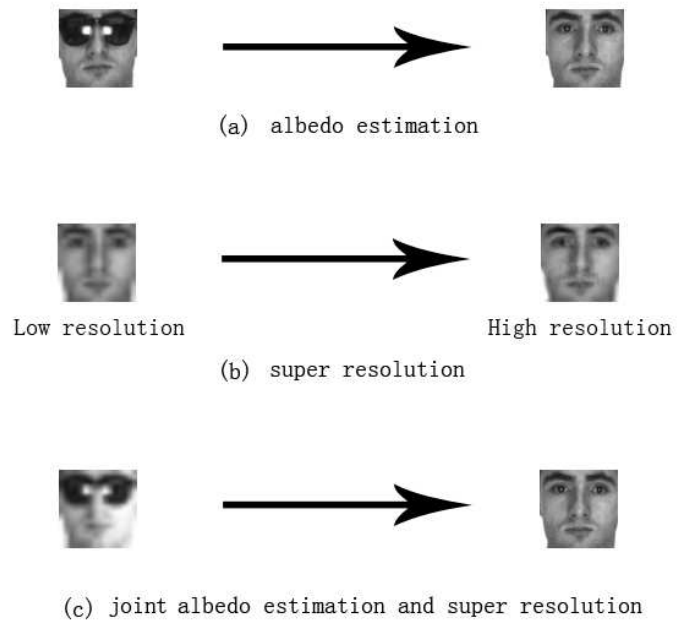 (a) albedo estimation
Low resolution
High resolution
(b) super resolution
(c) joint albedo estimation and super resolution